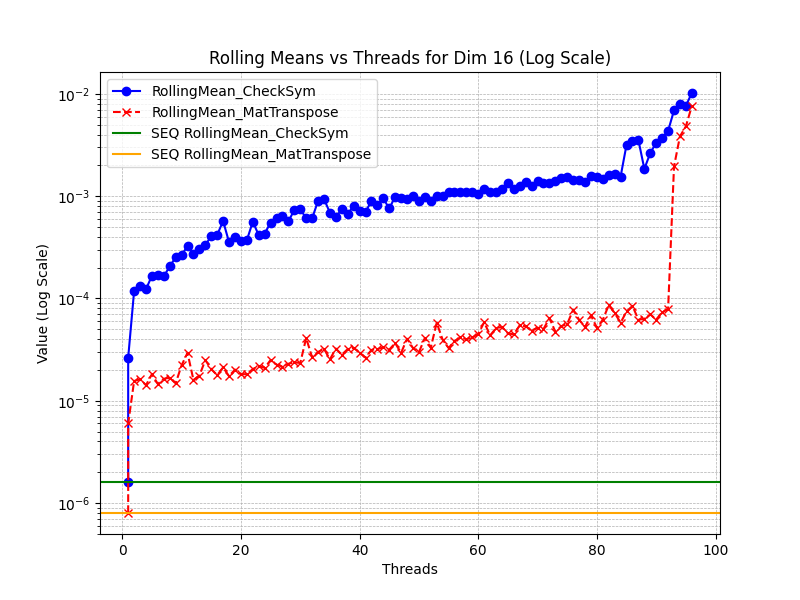 Rolling Means vs Threads for Dim 16 (Log Scale)
RollingMean_CheckSym
RollingMean_MatTranspose
SEQ RollingMean_CheckSym
SEQ RollingMean_MatTranspose
Value (Log Scale)
10⁻²
10⁻³
10⁻⁴
10⁻⁵
10⁻⁶
0 20 40 60 80 100
Threads